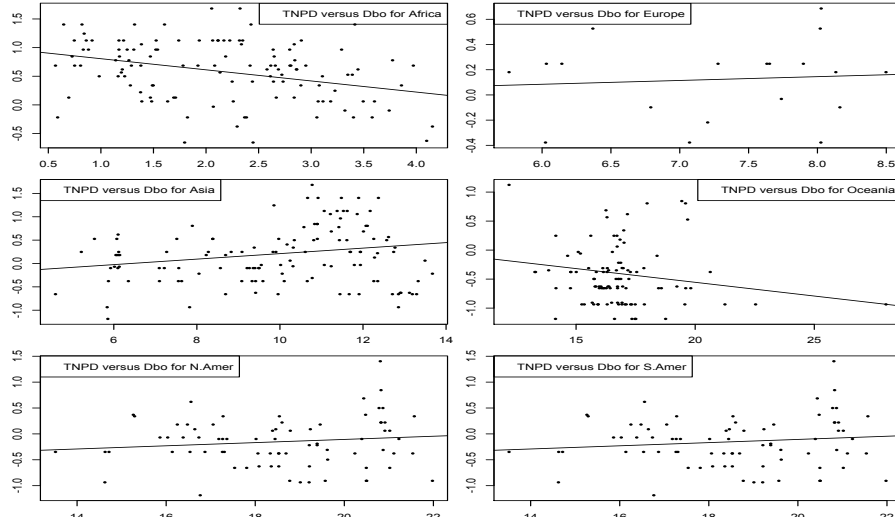 TNPD versus Dbo for Africa
1.5
1.0
0.5
0.0
0.5
0.5 1.0 1.5 2.0 2.5 3.0 3.5 4.0
TNPD versus Dbo for Europe
0.6
0.4
0.2
0.0
-0.2
-0.4
6.0 6.5 7.0 7.5 8.0 8.5
TNPD versus Dbo for Asia
1.5
1.0
0.5
0.0
-1.0
6 8 10 12 14
TNPD versus Dbo for Oceania
1.0
0.5
0.0
-0.5
-1.0
15 20 25
TNPD versus Dbo for N.Amer
1.5
1.0
0.5
0.0
-0.5
-1.0
14 16 18 20 22
TNPD versus Dbo for S.Amer
1.5
1.0
0.5
0.0
-0.5
-1.0
14 16 18 20 22